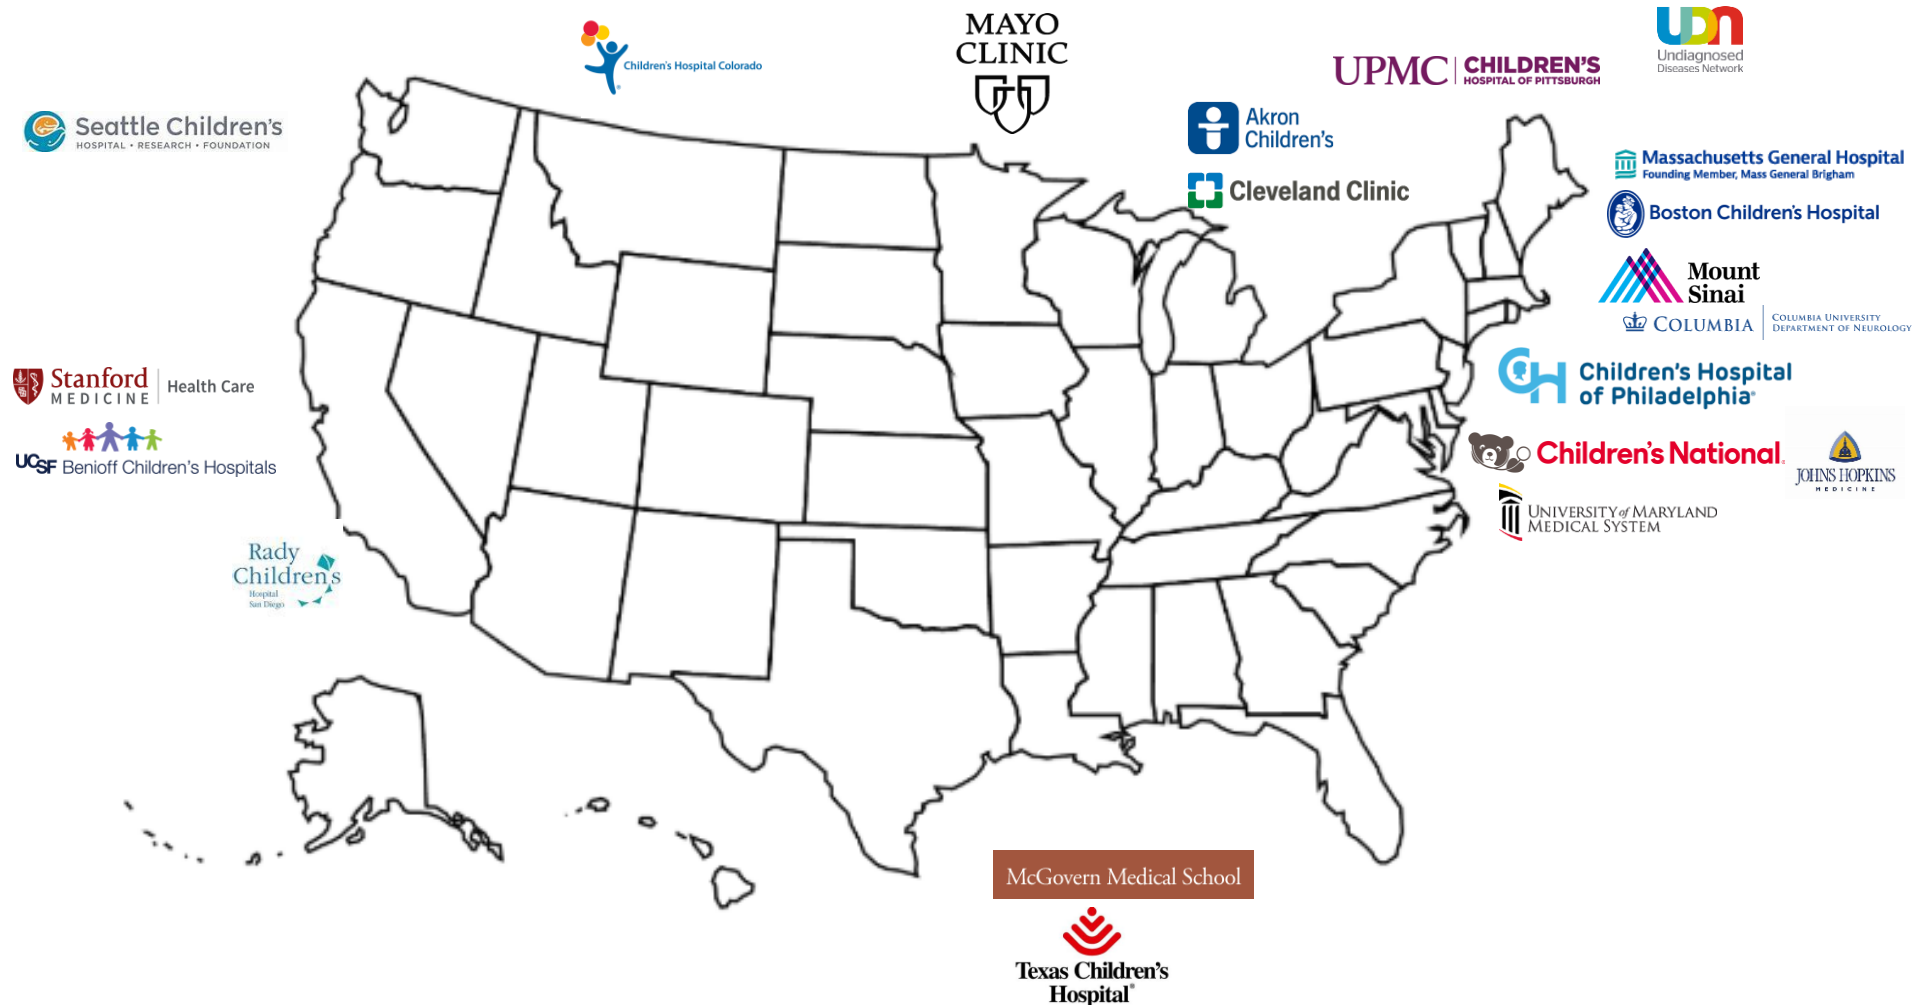 Children's Hospital Colorado
MAYO
CLINIC
UPMC
CHILDREN'S
HOSPITAL OF PITTSBURGH
UDN
Undiagnosed
Diseases Network
Seattle Children's
HOSPITAL • RESEARCH • FOUNDATION
Akron
Children's
Cleveland Clinic
Massachusetts General Hospital
Founding Member, Mass General Brigham
Boston Children's Hospital
Mount
Sinai
COLUMBIA
COLUMBIA UNIVERSITY
DEPARTMENT OF NEUROLOGY
Stanford
MEDICINE
Health Care
CH
Children's Hospital
of Philadelphia®
UCSF Benioff Children's Hospitals
Children's National.
JOHNS HOPKINS
MEDICINE
UNIVERSITY of MARYLAND
MEDICAL SYSTEM
Rady
Children's
Hospital
San Diego
McGovern Medical School
Texas Children's
Hospital®